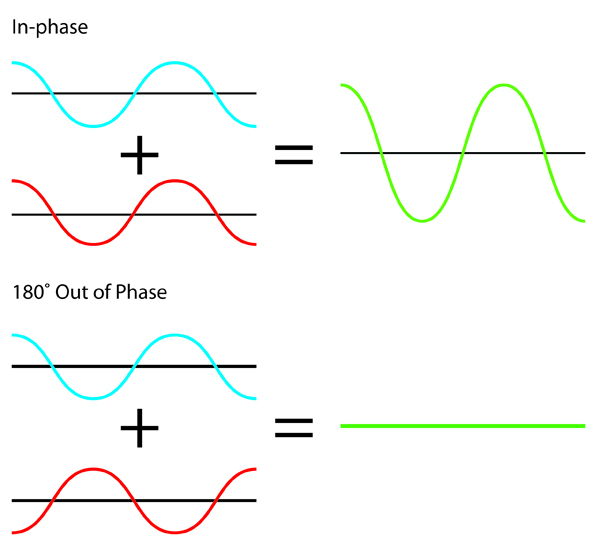 In-phase
+
=
180˚ Out of Phase
+
=